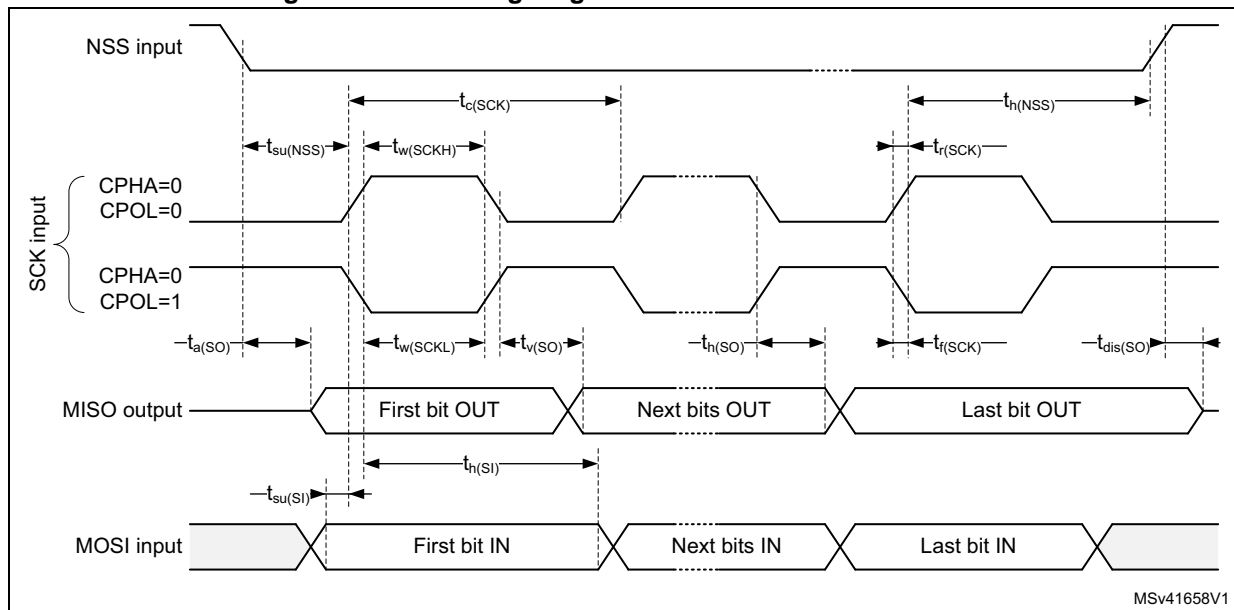 NSS input
tc(SCK)
th(NSS)
tsu(NSS)
tw(SCKH)
tr(SCK)
SCK input
CPHA=0
CPOL=0
CPHA=0
CPOL=1
ta(SO)
tw(SCKL)
tv(SO)
th(SO)
tf(SCK)
tdis(SO)
MISO output
First bit OUT
Next bits OUT
Last bit OUT
th(SI)
tsu(SI)
MOSI input
First bit IN
Next bits IN
Last bit IN
MSv41658V1